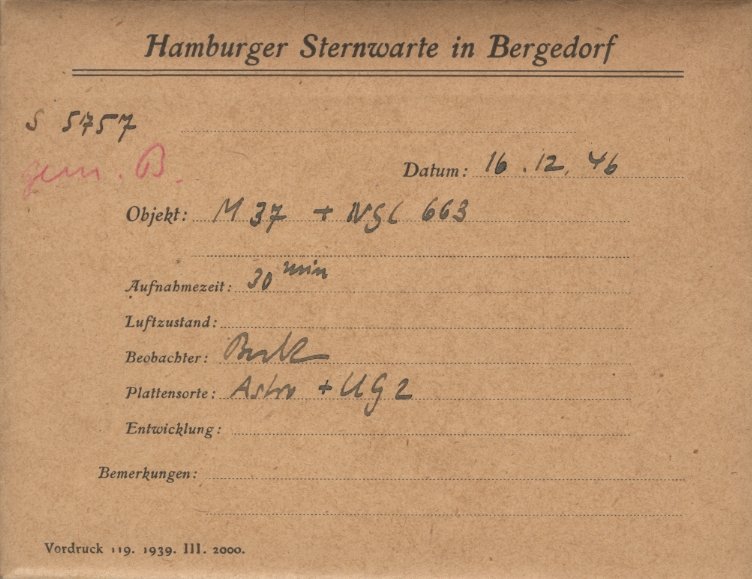 Hamburger Sternwarte in Bergedorf
S 5757
gem. B.
Datum: 16.12.46
Objekt: M 37 + NGC 663
Aufnahmezeit: 30 min
Luftzustand:
Beobachter:
Plattensorte: Astro + UG 2
Entwicklung:
Bemerkungen:
Vordruck 119. 1939. III. 2000.